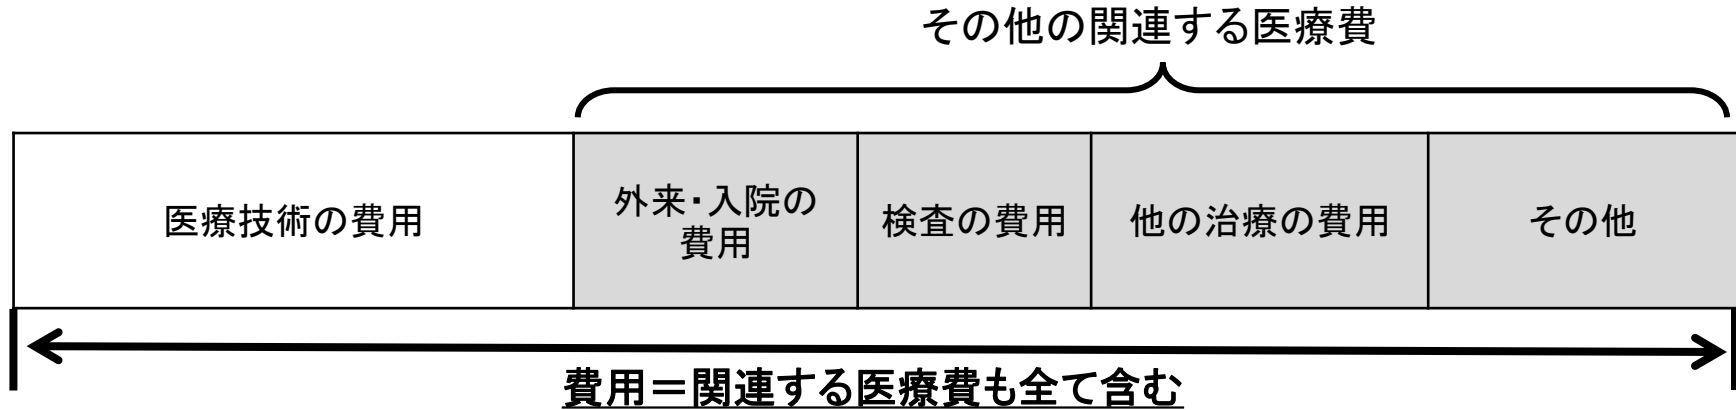 その他の関連する医療費
医療技術の費用
外来・入院の
費用
検査の費用
他の治療の費用
その他
費用＝関連する医療費も全て含む